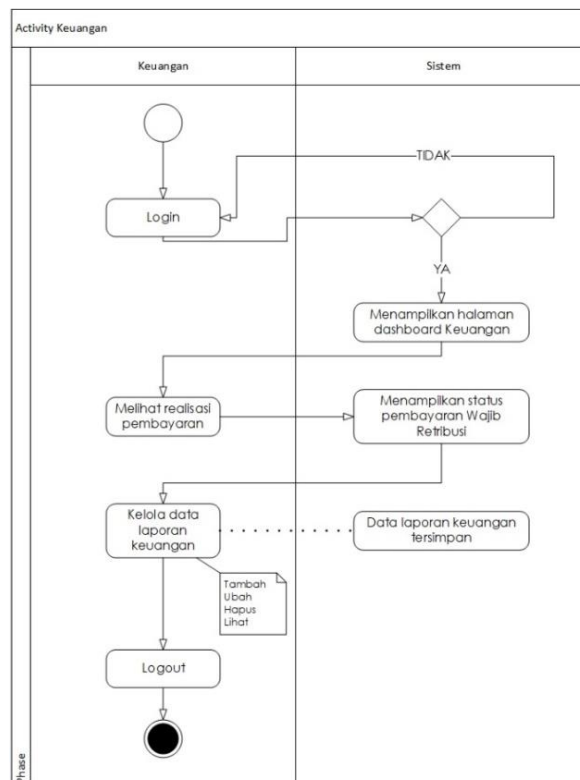 Activity Keuangan
Keuangan
Sistem
TIDAK
Login
YA
Menampilkan halaman
dashboard Keuangan
Melihat realisasi
pembayaran
Menampilkan status
pembayaran Wajib
Retribusi
Kelola data
laporan
keuangan
Data laporan keuangan
tersimpan
Tambah
Ubah
Hapus
Lihat
Logout
Phase